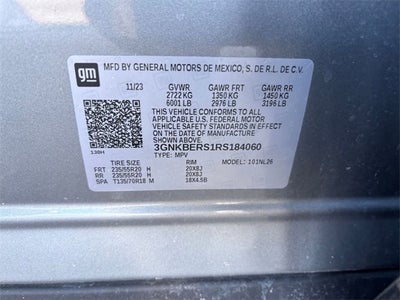 gm MFD BY GENERAL MOTORS DE MEXICO, S. DE R.L. DE C.V.
11/23 GVWR GAWR FRT GAWR RR
2722 KG 1350 KG 1450 KG
6001 LB 2976 LB 3196 LB
THIS VEHICLE CONFORMS TO ALL
APPLICABLE U.S. FEDERAL MOTOR
VEHICLE SAFETY STANDARDS IN EFFECT
ON THE DATE OF MANUFACTURE SHOWN ABOVE.
3GNKBERS1RS184060
TYPE: MPV MODEL: 101NL26
138H
TIRE SIZE RIM
FRT 235/55R20 H 20X8J
RR 235/55R20 H 20X8J
SPA T135/70R18 M 18X4.5B